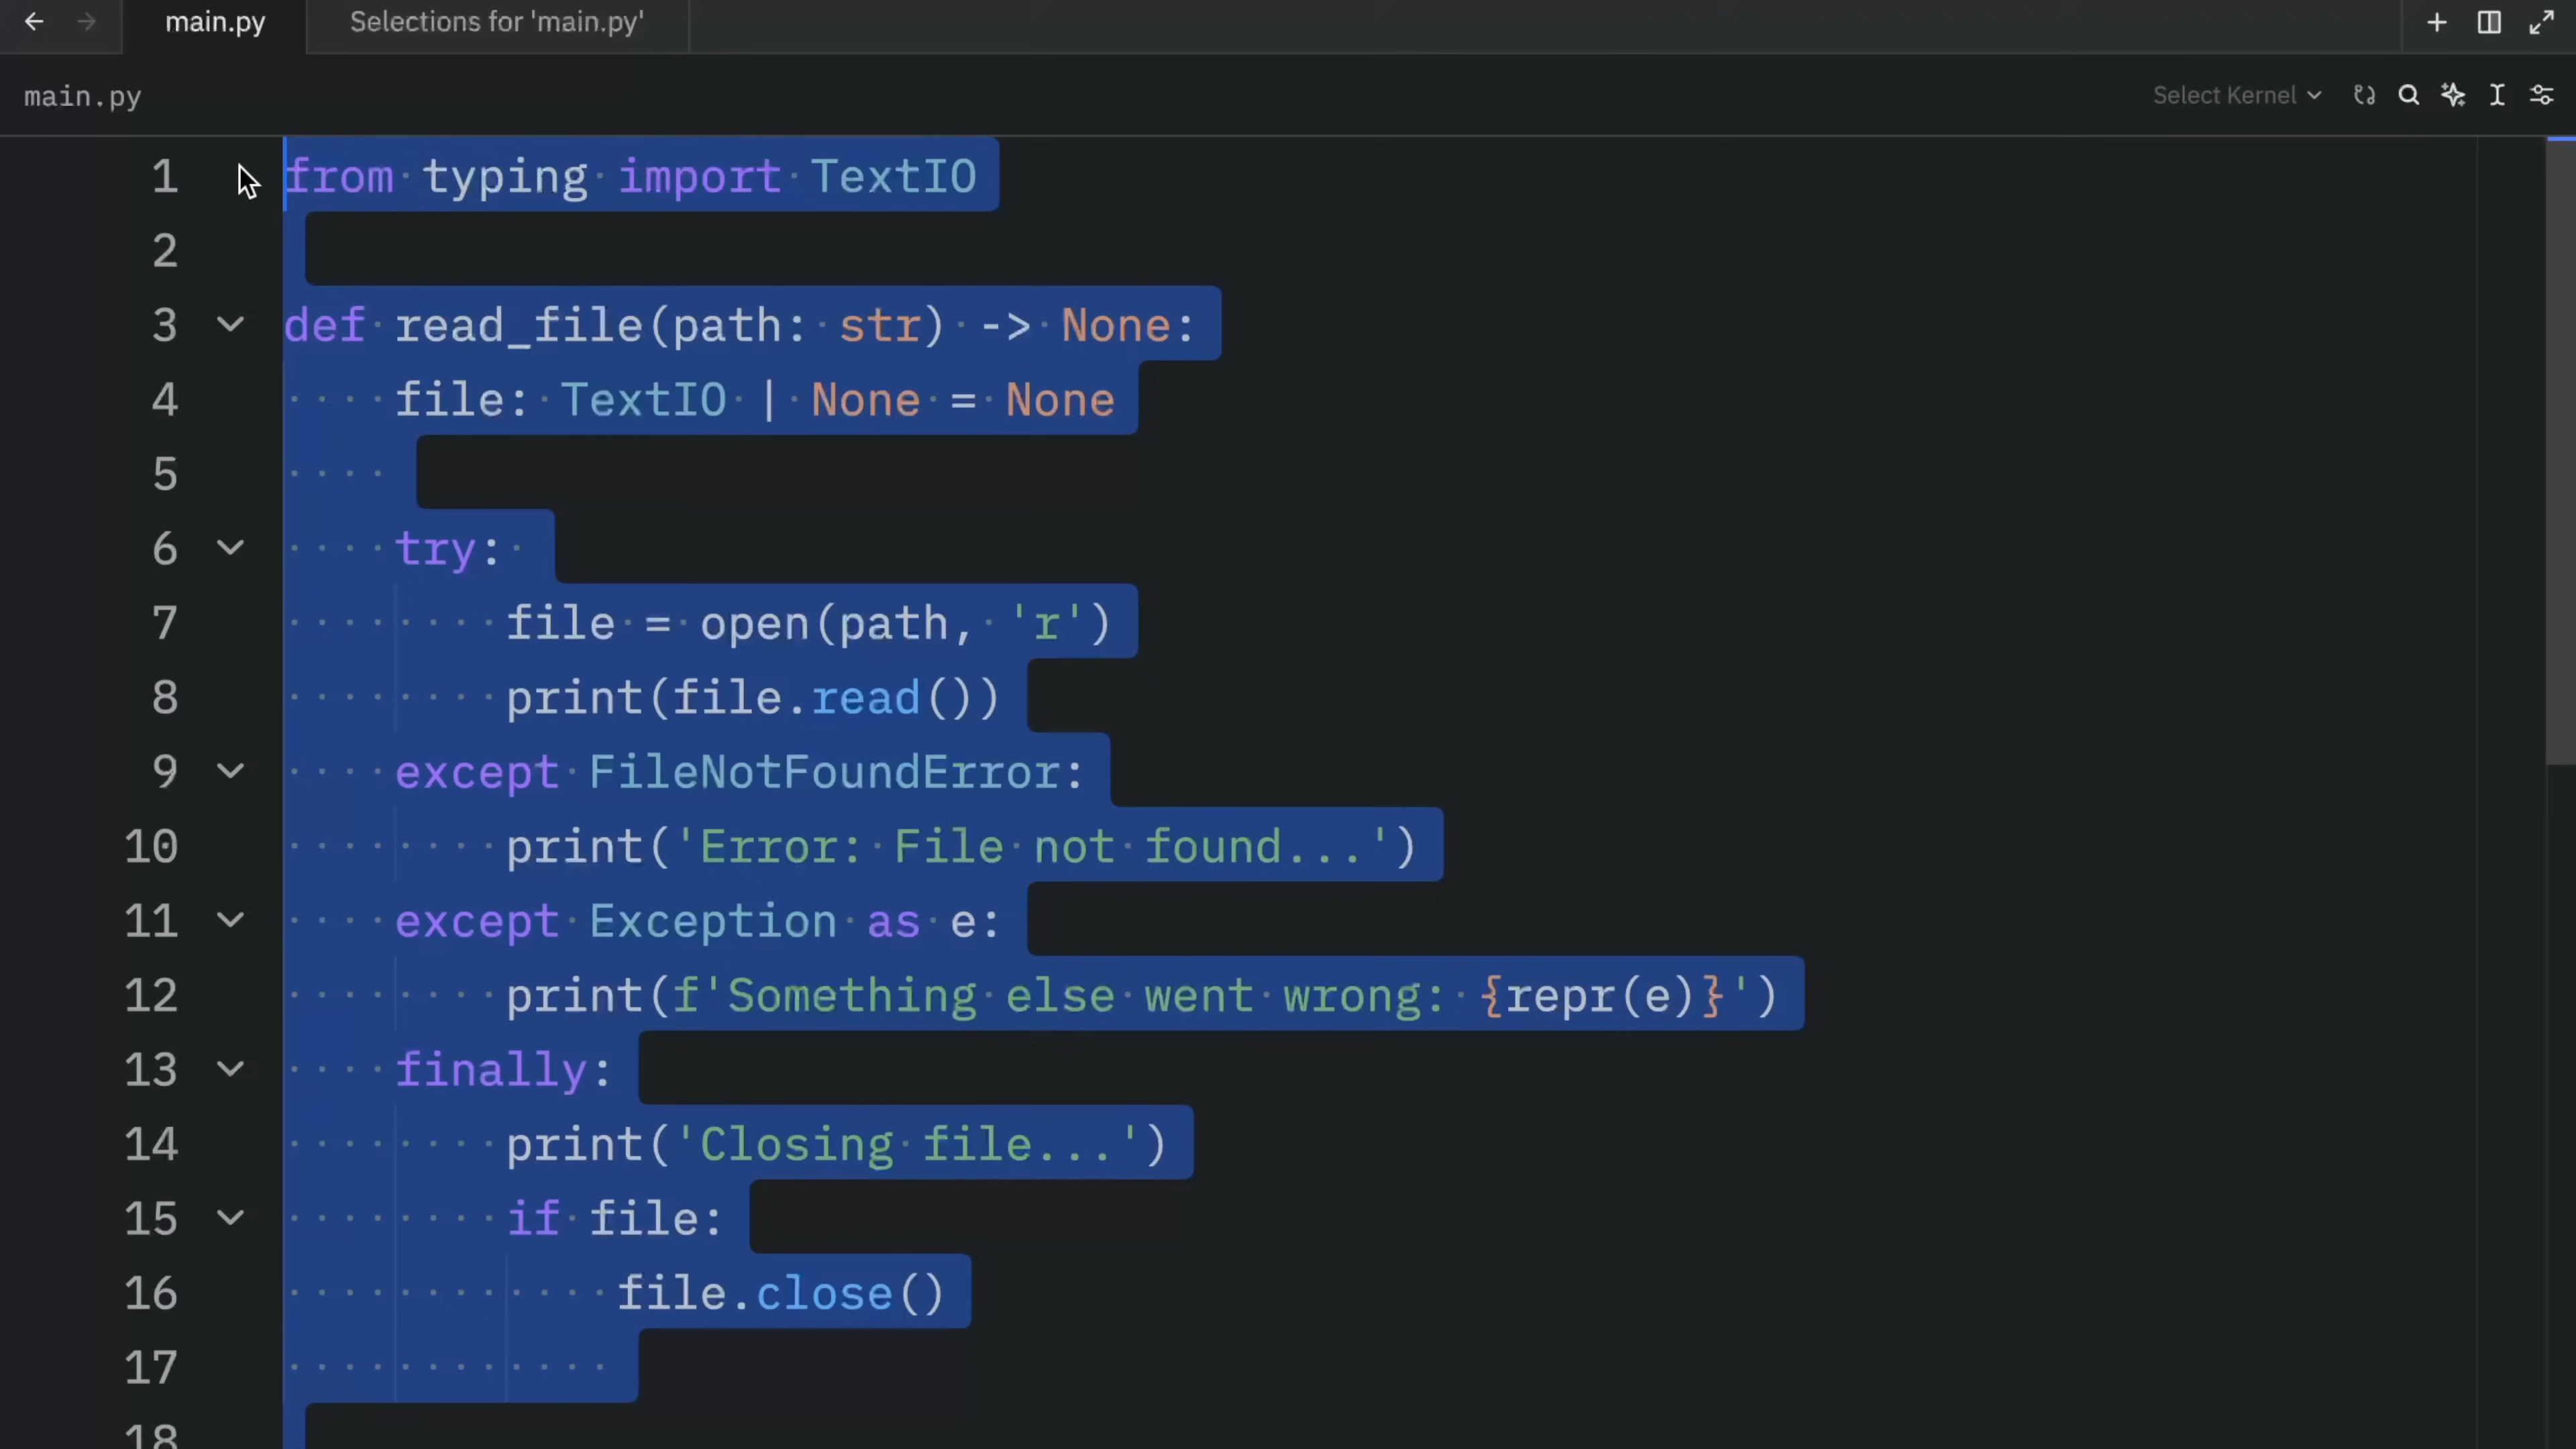 main.py
Selections for 'main.py'
main.py
Select Kernel
1 from typing import TextIO
2
3 def read_file(path: str) -> None:
4     file: TextIO | None = None
5
6     try:
7         file = open(path, 'r')
8         print(file.read())
9     except FileNotFoundError:
10         print('Error: File not found...')
11     except Exception as e:
12         print(f'Something else went wrong: {repr(e)}')
13     finally:
14         print('Closing file...')
15         if file:
16             file.close()
17
18